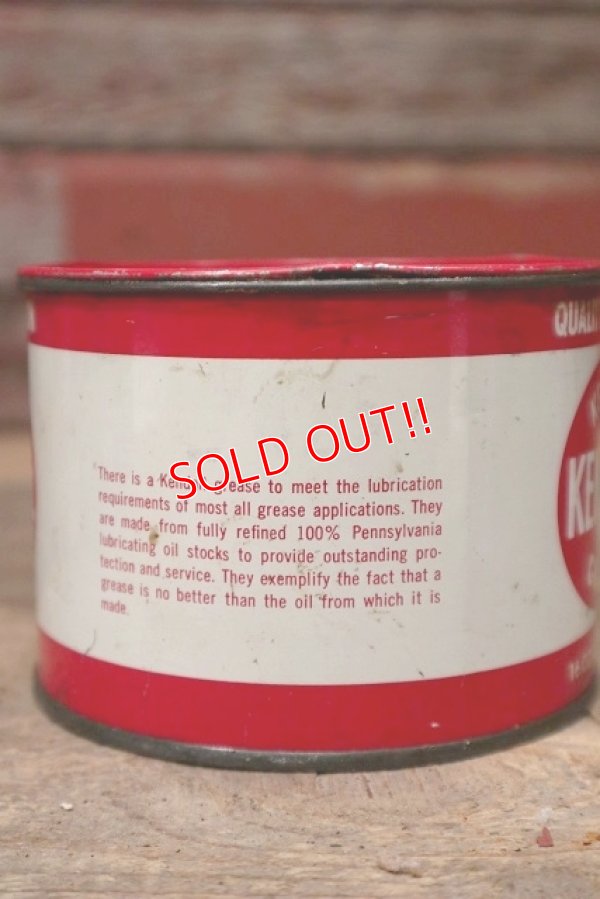 QUAL
SOLD OUT!!
There is a grease to meet the lubrication
requirements of most all grease applications. They
are made from fully refined 100% Pennsylvania
lubricating oil stocks to provide outstanding pro-
tection and service. They exemplify the fact that a
grease is no better than the oil from which it is
made.
KE